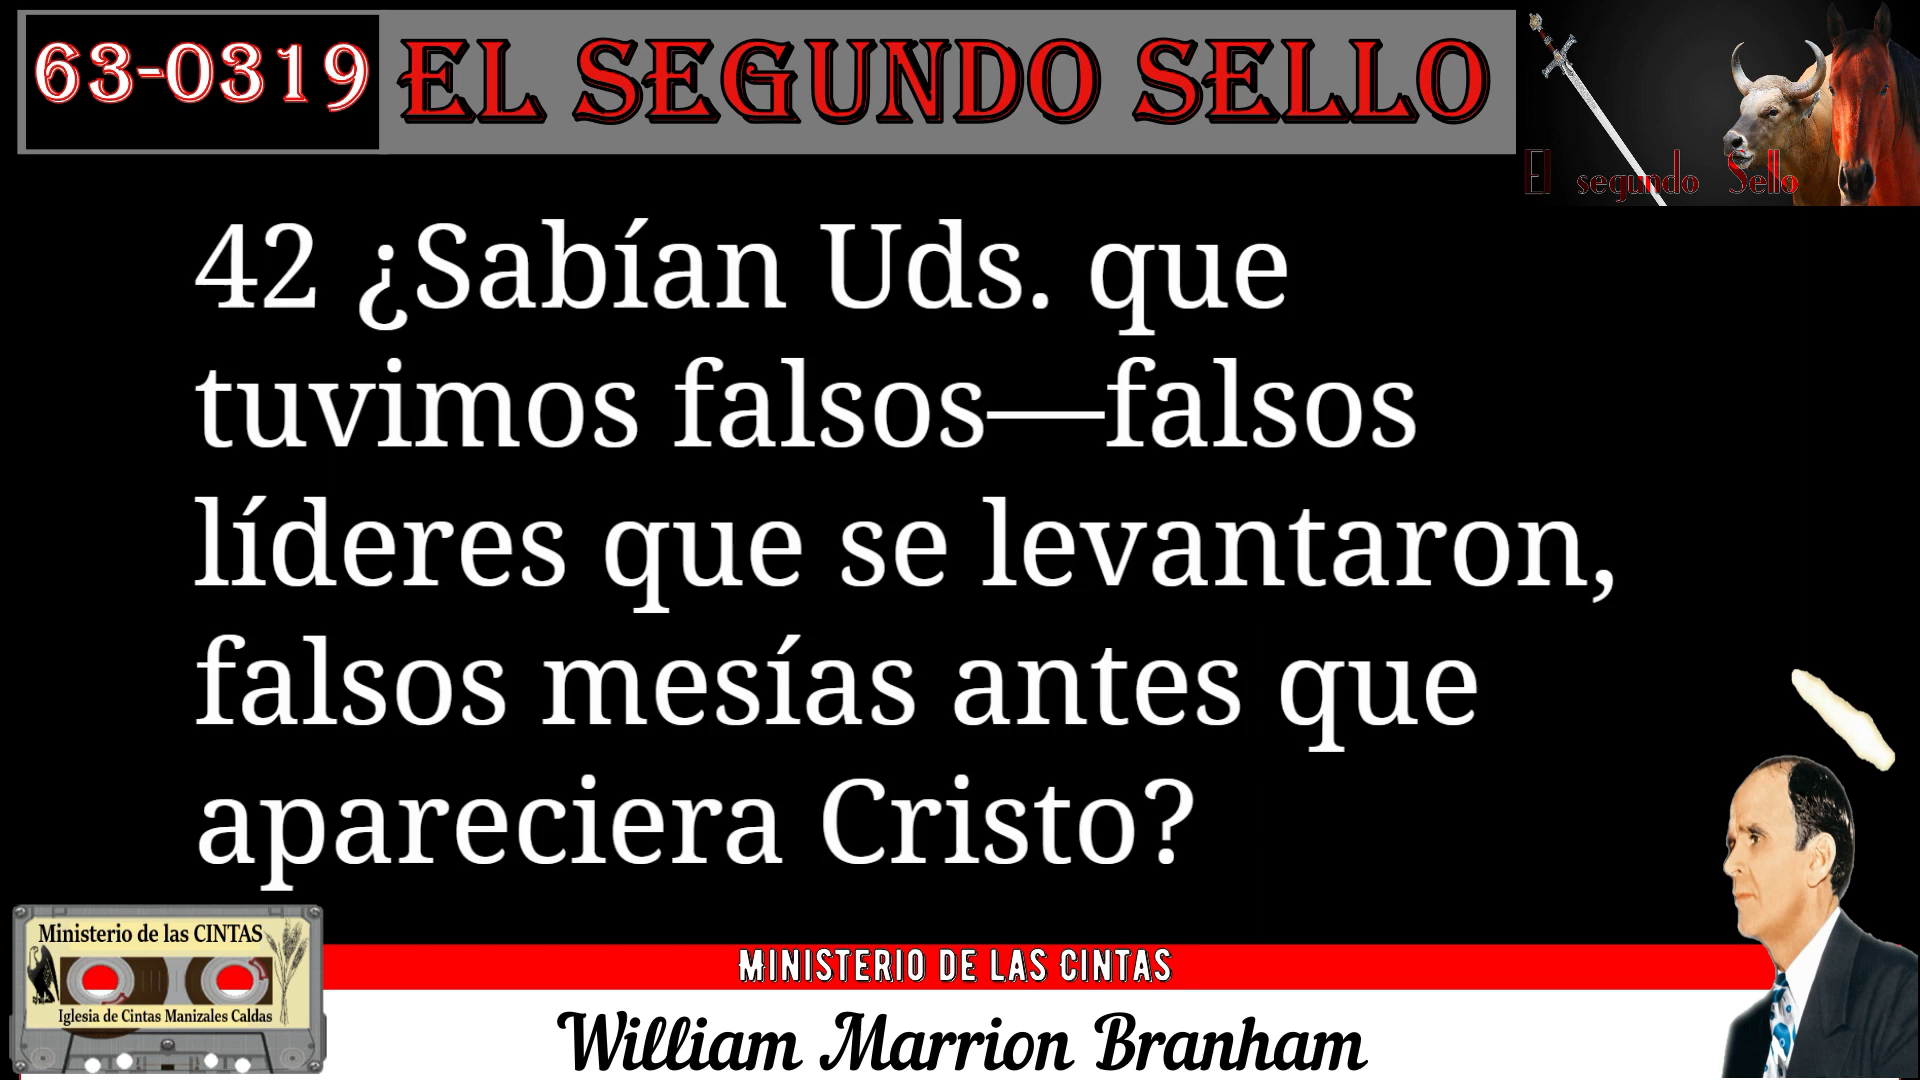 63-0319 EL SEGUNDO SELLO
El segundo Sello
42 ¿Sabían Uds. que
tuvimos falsos—falsos
líderes que se levantaron,
falsos mesías antes que
apareciera Cristo?
Ministerio de las CINTAS
Iglesia de Cintas Manizales Caldas
MINISTERIO DE LAS CINTAS
William Marrion Branham